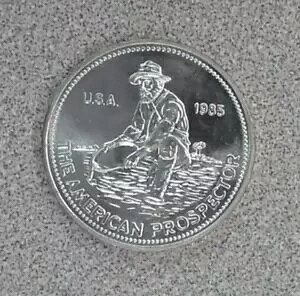 U.S.A. 1985
THE AMERICAN PROSPECTOR